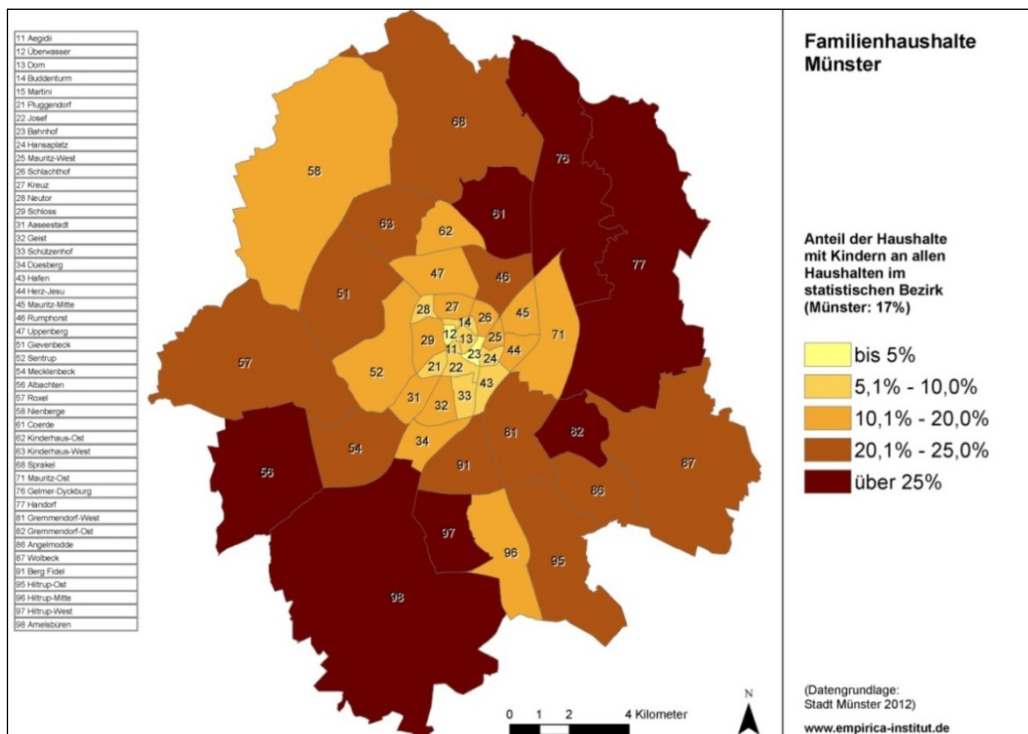 11 Aegidii
12 Überwasser
13 Dom
14 Buddenturm
15 Martini
21 Pluggendorf
22 Josef
23 Bahnhof
24 Hansaplatz
25 Mauritz-West
26 Schlachthof
27 Kreuz
28 Neutor
29 Schloss
31 Aaseestadt
32 Geist
33 Schützenhof
34 Düesberg
43 Hafen
44 Herz-Jesu
45 Mauritz-Mitte
46 Rumphorst
47 Uppenberg
51 Gievenbeck
52 Sentrup
54 Mecklenbeck
56 Albachten
57 Roxel
58 Nienberge
61 Coerde
62 Kinderhaus-Ost
63 Kinderhaus-West
68 Sprakel
71 Mauritz-Ost
76 Gelmer-Dyckburg
77 Handorf
81 Gremmendorf-West
82 Gremmendorf-Ost
86 Angelmodde
87 Wolbeck
91 Berg Fidel
95 Hiltrup-Ost
96 Hiltrup-Mitte
97 Hiltrup-West
98 Amelsbüren
68
76
58
61
63
62
77
47
46
51
28
27
14
26
45
71
12
13
25
29
11
23
24
44
57
52
21
22
43
31
32
33
34
81
82
87
54
91
56
86
97
96
95
98
0 1 2 4 Kilometer
N
Familienhaushalte
Münster
Anteil der Haushalte
mit Kindern an allen
Haushalten im
statistischen Bezirk
(Münster: 17%)
bis 5%
5,1% - 10,0%
10,1% - 20,0%
20,1% - 25,0%
über 25%
(Datengrundlage:
Stadt Münster 2012)
www.empirica-institut.de